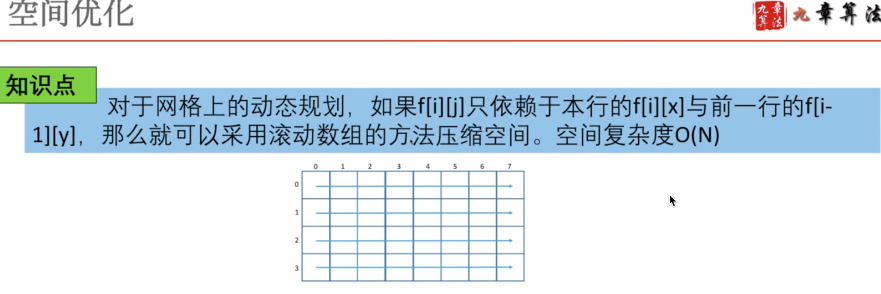 空间优化
九章算法
九章算法
知识点
对于网格上的动态规划，如果f[i][j]只依赖于本行的f[i][x]与前一行的f[i-
1][y]，那么就可以采用滚动数组的方法压缩空间。空间复杂度O(N)
0 1 2 3 4 5 6 7
0
1
2
3